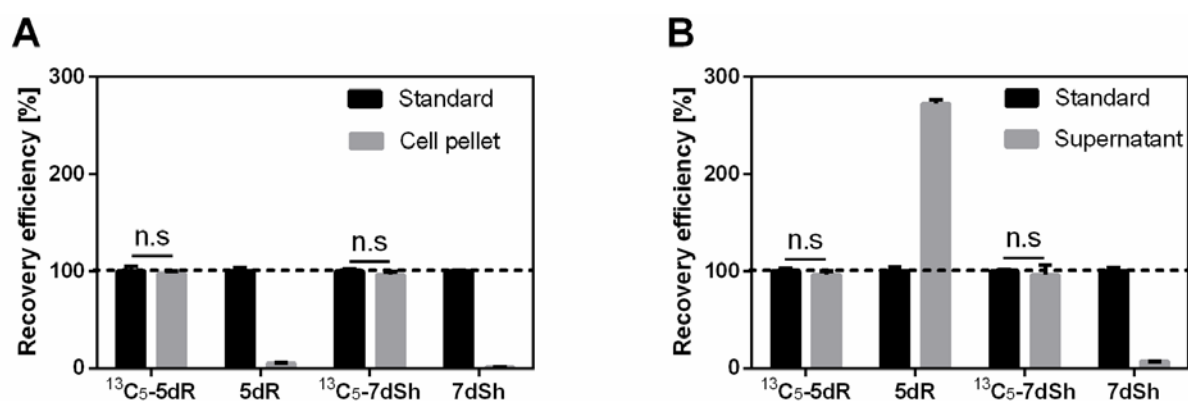 A
Recovery efficiency [%]
300
200
100
0
Standard
Cell pellet
n.s
n.s
¹³C₅-5dR
5dR
¹³C₅-7dSh
7dSh
B
Recovery efficiency [%]
300
200
100
0
Standard
Supernatant
n.s
n.s
¹³C₅-5dR
5dR
¹³C₅-7dSh
7dSh